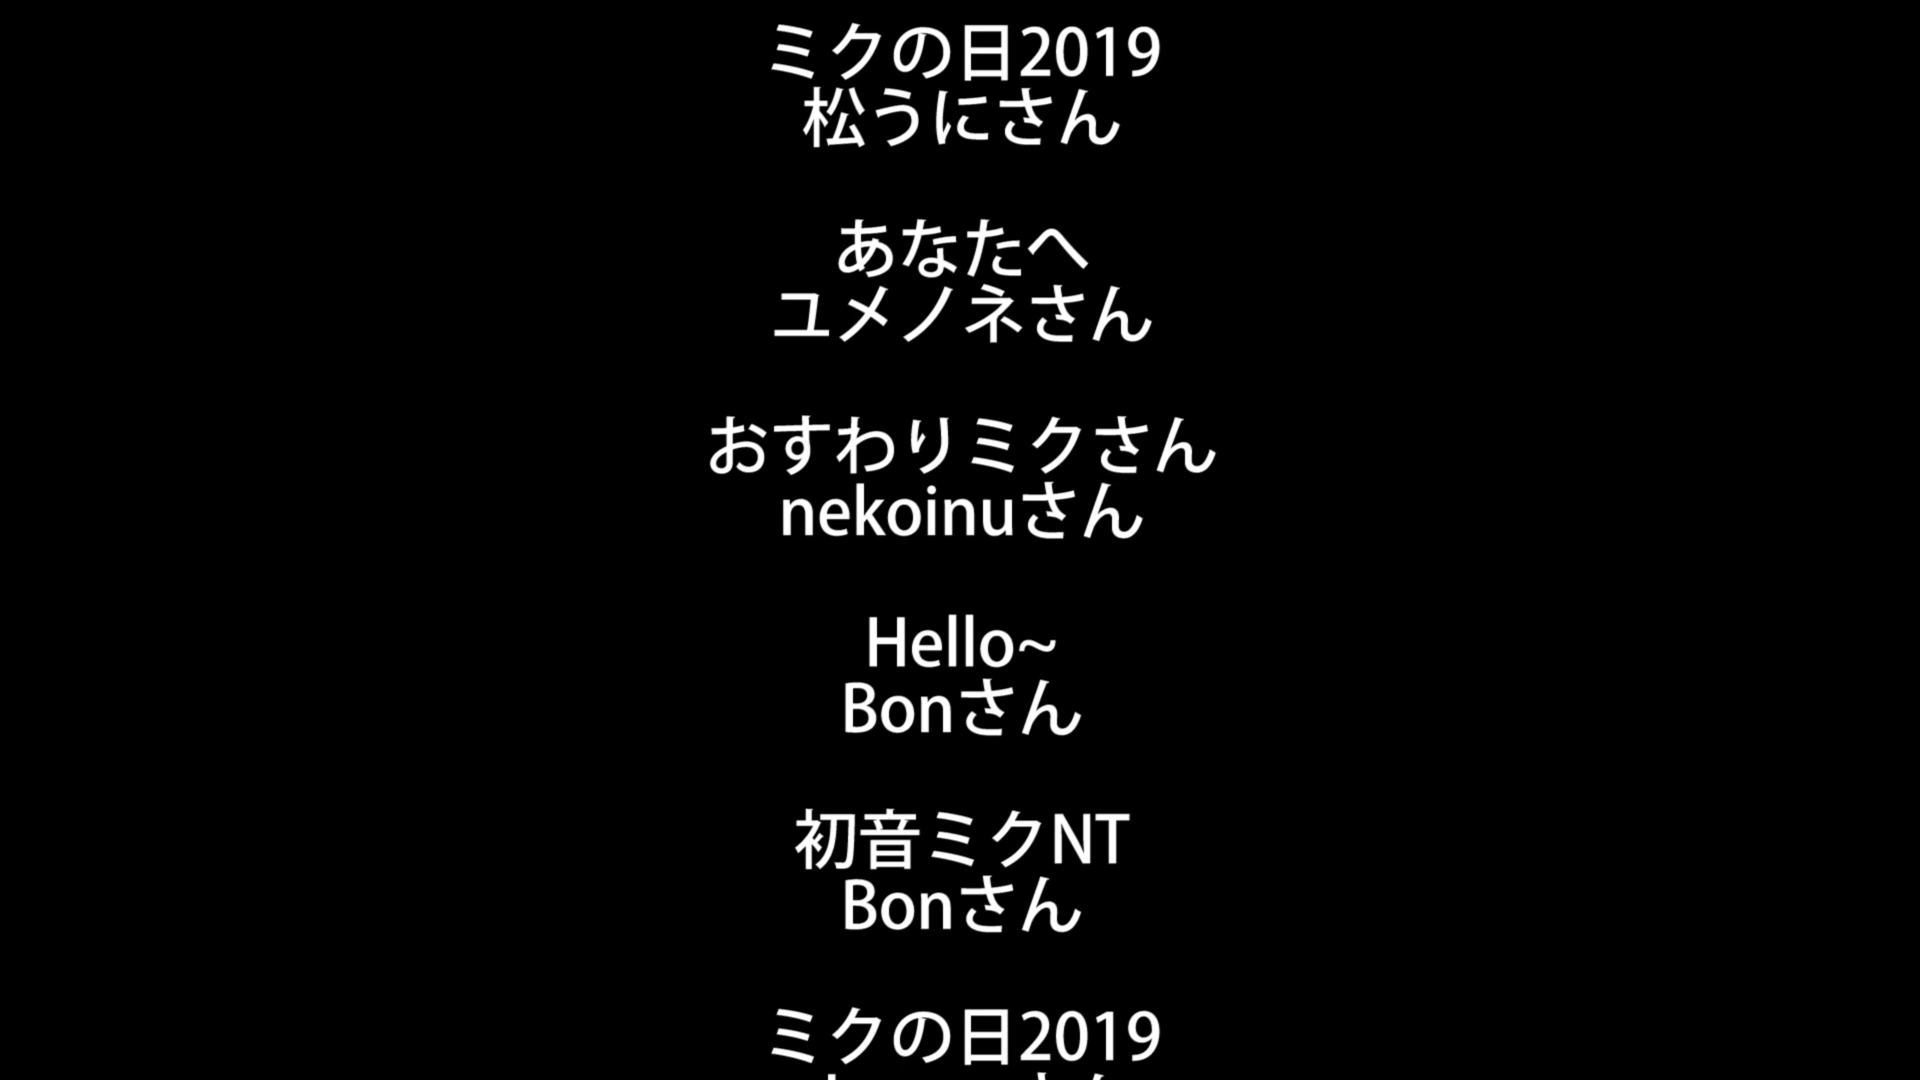 ミクの日2019
松うにさん
あなたへ
ユメノネさん
おすわりミクさん
nekoinuさん
Hello~
Bonさん
初音ミクNT
Bonさん
ミクの日2019